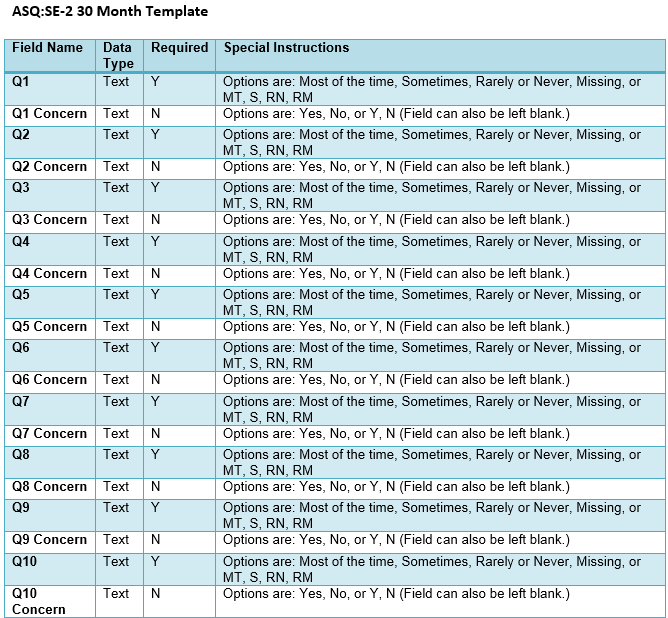 ASQ:SE-2 30 Month Template
Field Name Data Type Required Special Instructions
Q1 Text Y Options are: Most of the time, Sometimes, Rarely or Never, Missing, or
MT, S, RN, RM
Q1 Concern Text N Options are: Yes, No, or Y, N (Field can also be left blank.)
Q2 Text Y Options are: Most of the time, Sometimes, Rarely or Never, Missing, or
MT, S, RN, RM
Q2 Concern Text N Options are: Yes, No, or Y, N (Field can also be left blank.)
Q3 Text Y Options are: Most of the time, Sometimes, Rarely or Never, Missing, or
MT, S, RN, RM
Q3 Concern Text N Options are: Yes, No, or Y, N (Field can also be left blank.)
Q4 Text Y Options are: Most of the time, Sometimes, Rarely or Never, Missing, or
MT, S, RN, RM
Q4 Concern Text N Options are: Yes, No, or Y, N (Field can also be left blank.)
Q5 Text Y Options are: Most of the time, Sometimes, Rarely or Never, Missing, or
MT, S, RN, RM
Q5 Concern Text N Options are: Yes, No, or Y, N (Field can also be left blank.)
Q6 Text Y Options are: Most of the time, Sometimes, Rarely or Never, Missing, or
MT, S, RN, RM
Q6 Concern Text N Options are: Yes, No, or Y, N (Field can also be left blank.)
Q7 Text Y Options are: Most of the time, Sometimes, Rarely or Never, Missing, or
MT, S, RN, RM
Q7 Concern Text N Options are: Yes, No, or Y, N (Field can also be left blank.)
Q8 Text Y Options are: Most of the time, Sometimes, Rarely or Never, Missing, or
MT, S, RN, RM
Q8 Concern Text N Options are: Yes, No, or Y, N (Field can also be left blank.)
Q9 Text Y Options are: Most of the time, Sometimes, Rarely or Never, Missing, or
MT, S, RN, RM
Q9 Concern Text N Options are: Yes, No, or Y, N (Field can also be left blank.)
Q10 Text Y Options are: Most of the time, Sometimes, Rarely or Never, Missing, or
MT, S, RN, RM
Q10 Concern Text N Options are: Yes, No, or Y, N (Field can also be left blank.)